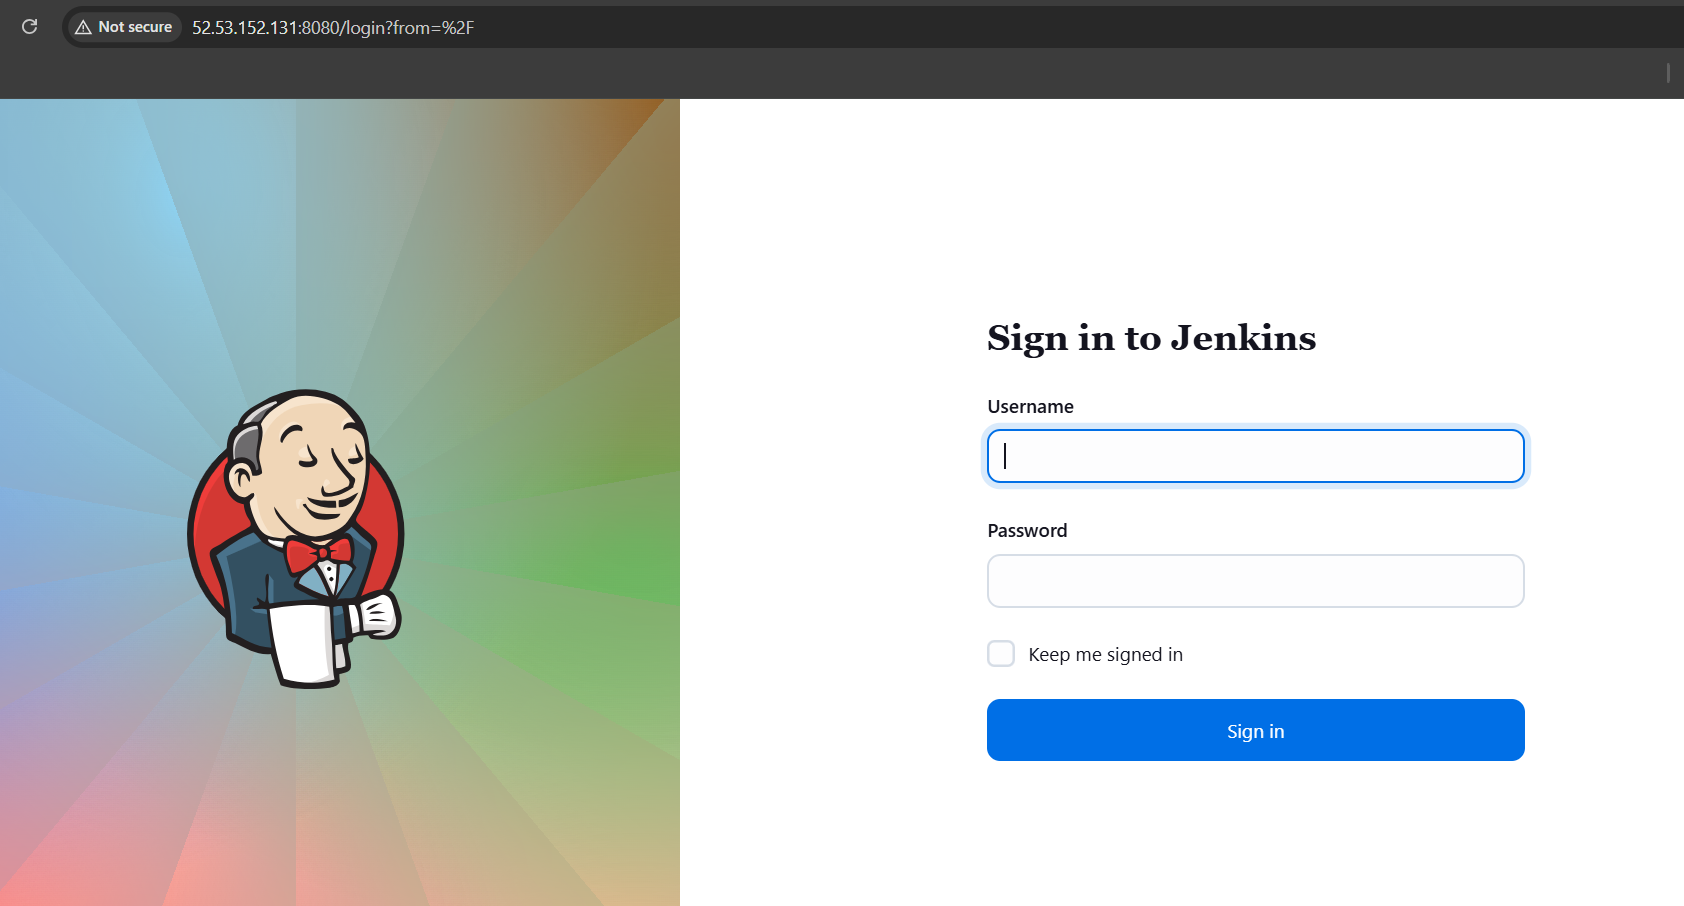 Not secure 52.53.152.131:8080/login?from=%2F
Sign in to Jenkins
Username
Password
Keep me signed in
Sign in